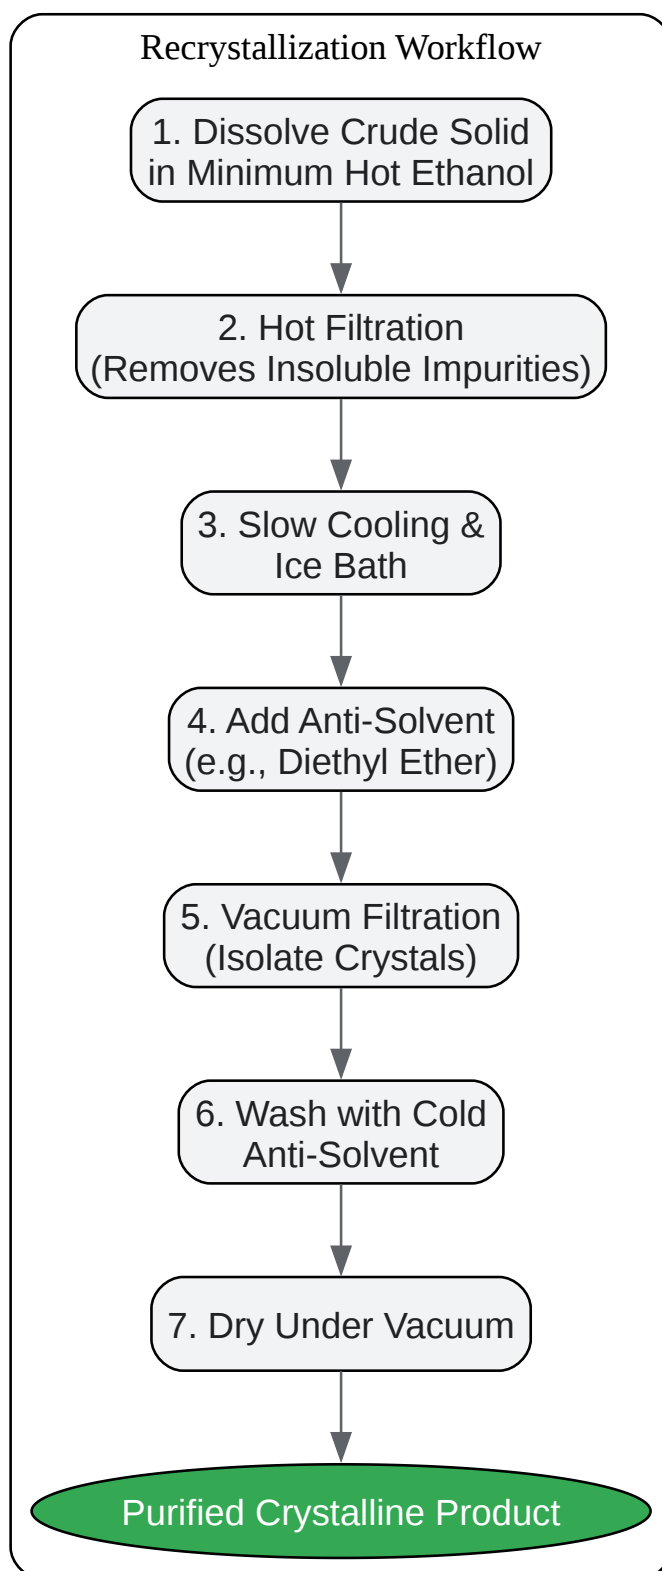 Recrystallization Workflow
1. Dissolve Crude Solid
in Minimum Hot Ethanol
2. Hot Filtration
(Removes Insoluble Impurities)
3. Slow Cooling &
Ice Bath
4. Add Anti-Solvent
(e.g., Diethyl Ether)
5. Vacuum Filtration
(Isolate Crystals)
6. Wash with Cold
Anti-Solvent
7. Dry Under Vacuum
Purified Crystalline Product